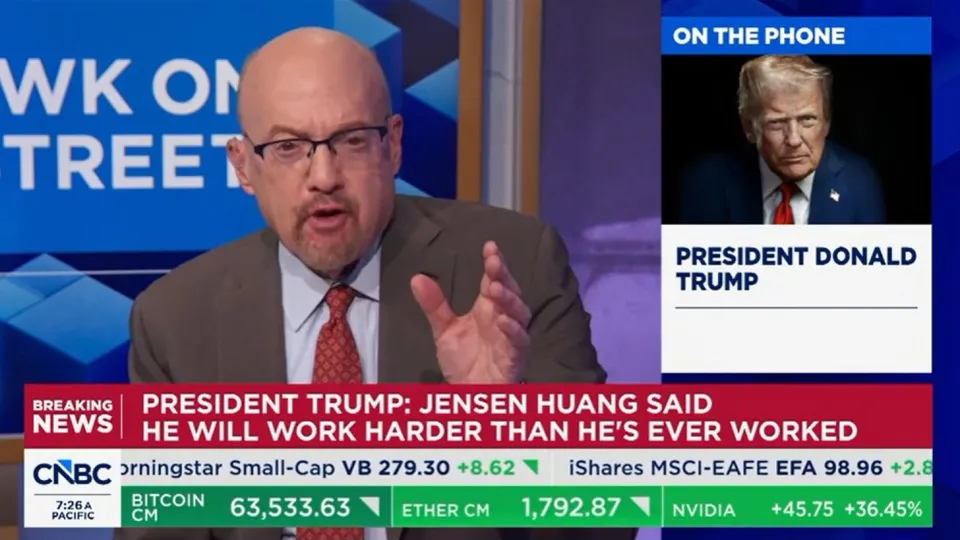 WK ON
TREET
ON THE PHONE
PRESIDENT DONALD
TRUMP
BREAKING
NEWS
PRESIDENT TRUMP: JENSEN HUANG SAID
HE WILL WORK HARDER THAN HE'S EVER WORKED
CNBC
7:26A
PACIFIC
orningstar Small-Cap VB 279.30 +8.62
iShares MSCI-EAFE EFA 98.96 +2.8
BITCOIN
CM
63,533.63
ETHER CM 1,792.87
NVIDIA +45.75 +36.45%